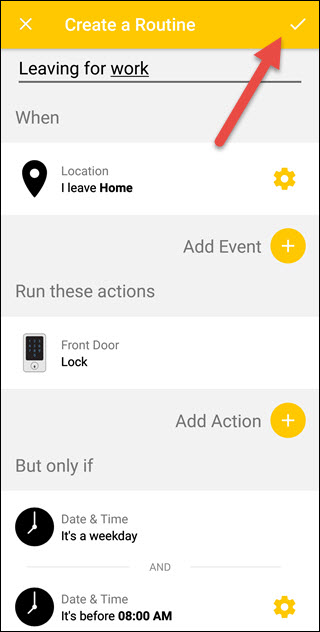 Create a Routine
Leaving for work
When
Location
I leave Home
Add Event
Run these actions
Front Door
Lock
Add Action
But only if
Date & Time
It's a weekday
AND
Date & Time
It's before 08:00 AM